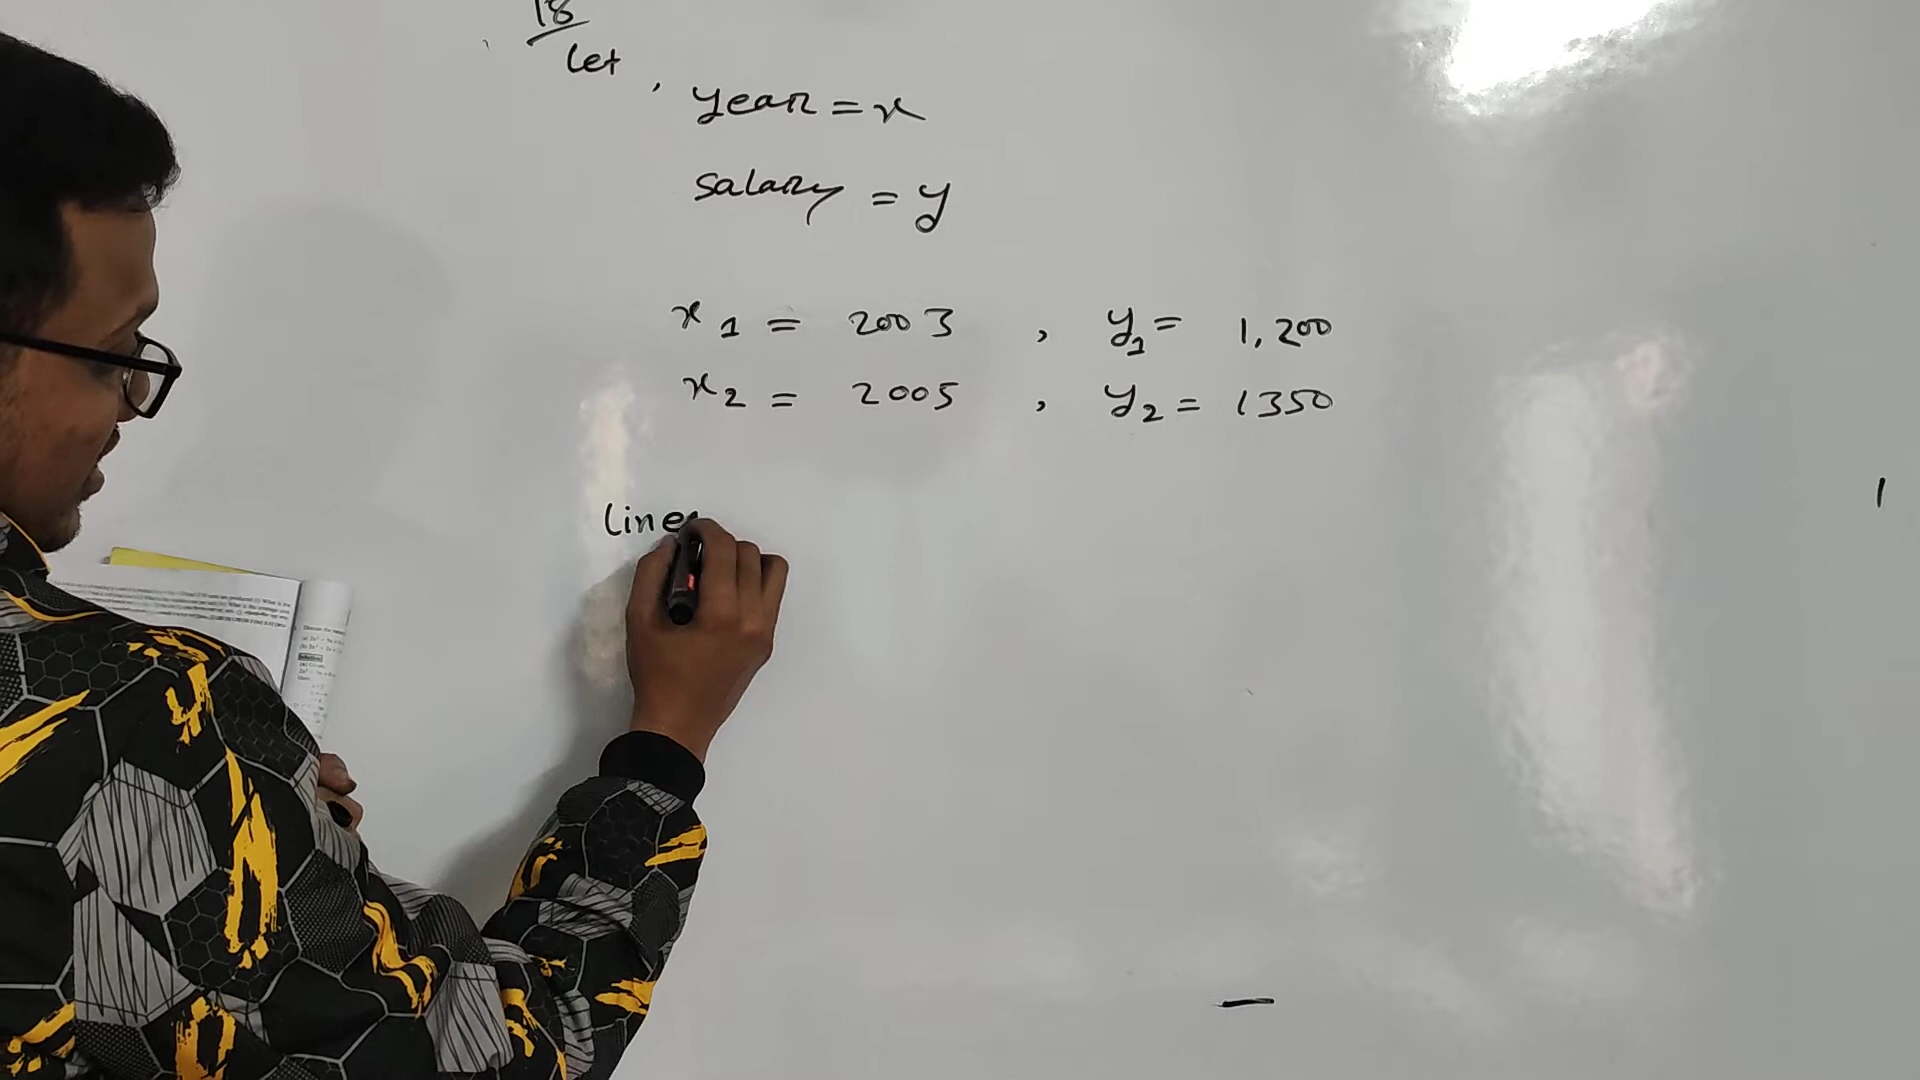 18
Let,
year = x
salary = y
x1 = 2003 , y1 = 1,200
x2 = 2005 , y2 = 1350
Line